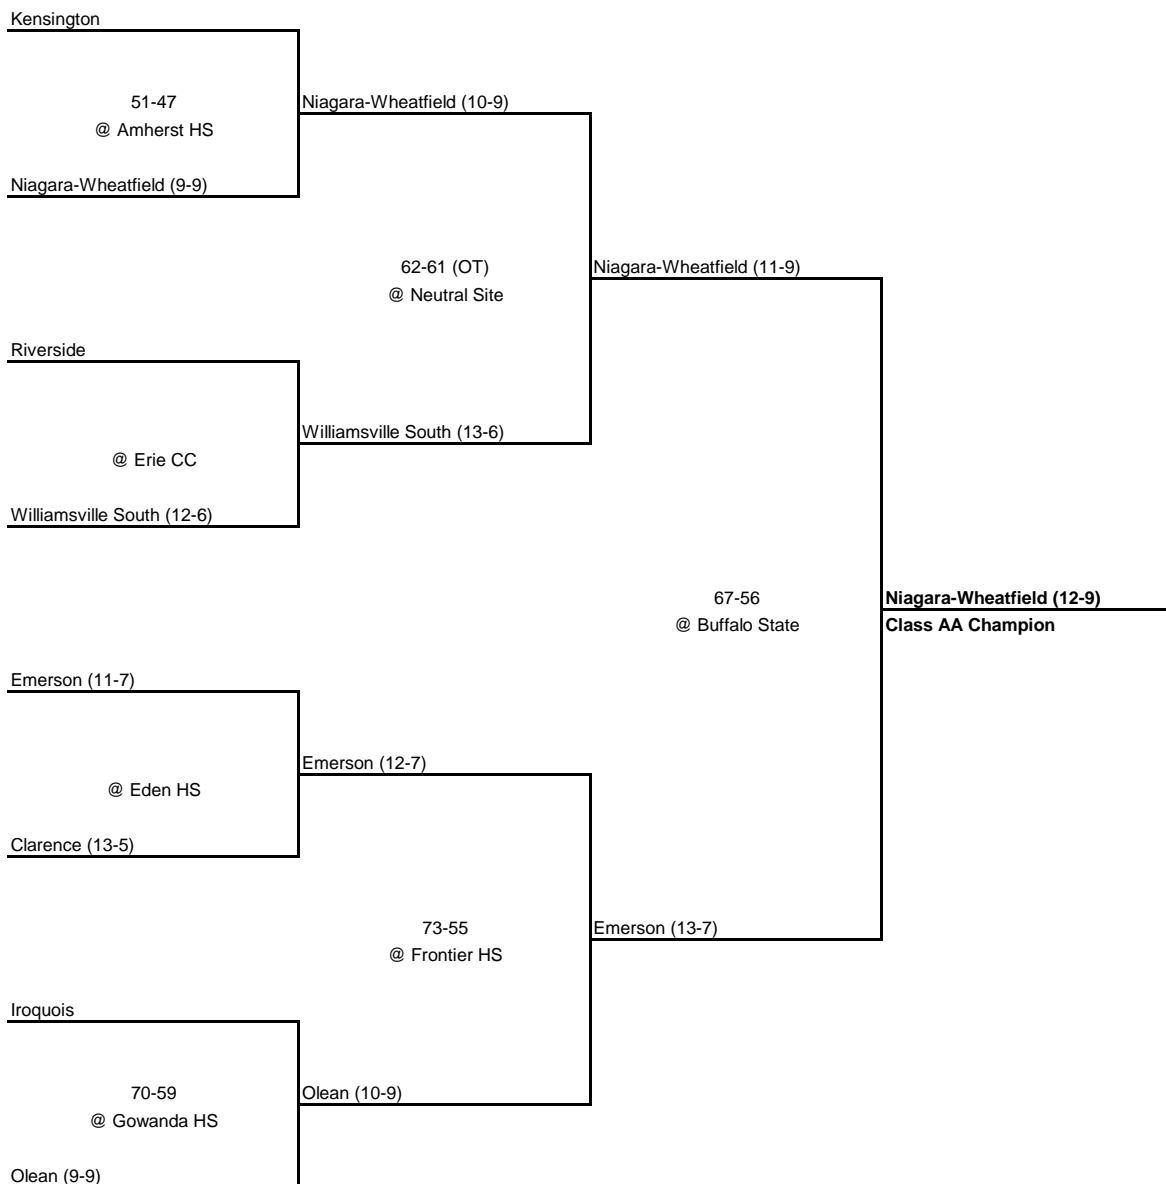 Kensington
51-47
@ Amherst HS
Niagara-Wheatfield (10-9)
Niagara-Wheatfield (9-9)
62-61 (OT)
@ Neutral Site
Niagara-Wheatfield (11-9)
Riverside
Williamsville South (13-6)
@ Erie CC
Williamsville South (12-6)
67-56
@ Buffalo State
Niagara-Wheatfield (12-9)
Class AA Champion
Emerson (11-7)
Emerson (12-7)
@ Eden HS
Clarence (13-5)
73-55
@ Frontier HS
Emerson (13-7)
Iroquois
70-59
@ Gowanda HS
Olean (10-9)
Olean (9-9)